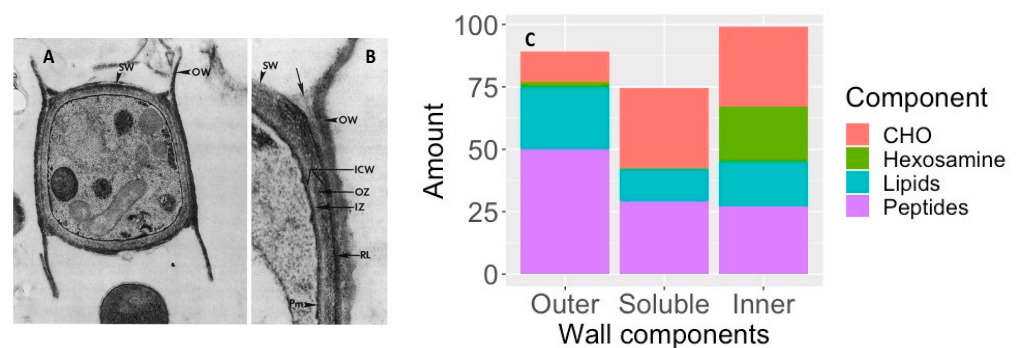 A
SW
OW
B
SW
OW
ICW
OZ
IZ
RL
Pm
C
100
75
50
25
0
Amount
Outer Soluble Inner
Wall components
Component
CHO
Hexosamine
Lipids
Peptides